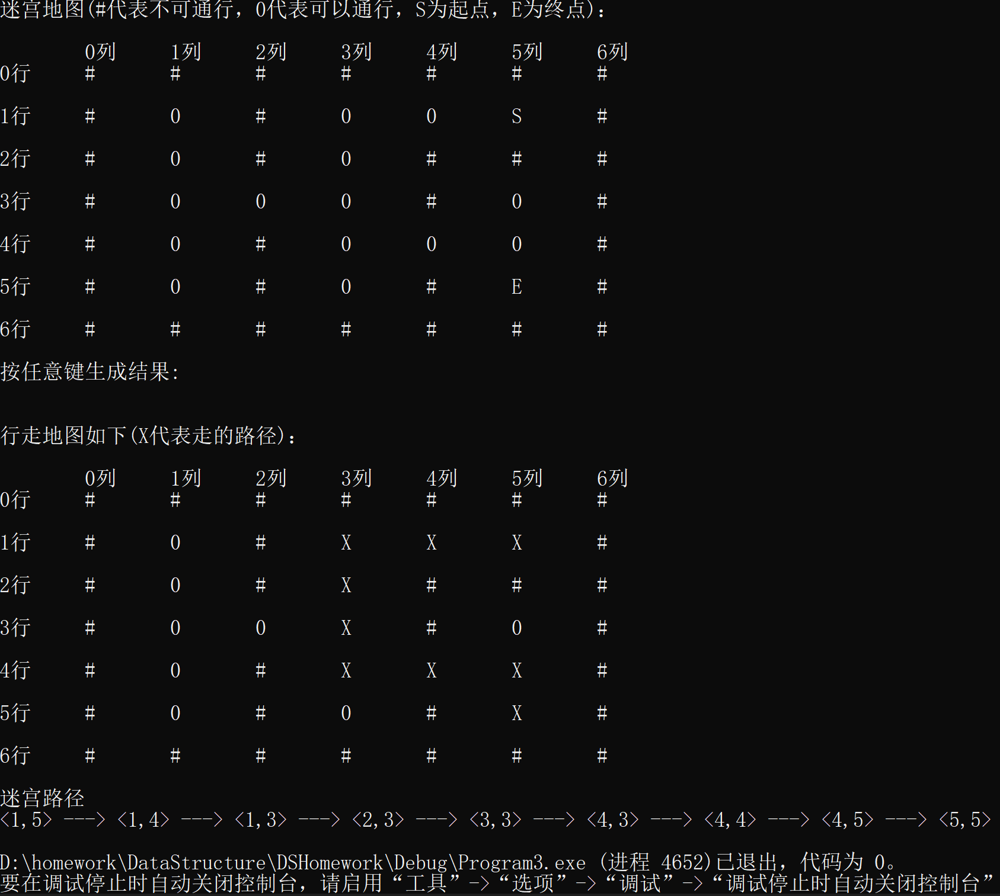 迷宫地图(#代表不可通行，0代表可以通行，S为起点，E为终点)：
0列 1列 2列 3列 4列 5列 6列
0行 # # # # # # #
1行 # 0 # 0 0 S #
2行 # 0 # 0 # # #
3行 # 0 0 0 # 0 #
4行 # 0 # 0 0 0 #
5行 # 0 # 0 # E #
6行 # # # # # # #
按任意键生成结果:
行走地图如下(X代表走的路径)：
0列 1列 2列 3列 4列 5列 6列
0行 # # # # # # #
1行 # 0 # X X X #
2行 # 0 # X # # #
3行 # 0 0 X # 0 #
4行 # 0 # X X X #
5行 # 0 # 0 # X #
6行 # # # # # # #
迷宫路径
<1,5> ---> <1,4> ---> <1,3> ---> <2,3> ---> <3,3> ---> <4,3> ---> <4,4> ---> <4,5> ---> <5,5>
D:\homework\DataStructure\DSHomework\Debug\Program3.exe (进程 4652)已退出，代码为 0。
要在调试停止时自动关闭控制台，请启用“工具”->“选项”->“调试”->“调试停止时自动关闭控制台”